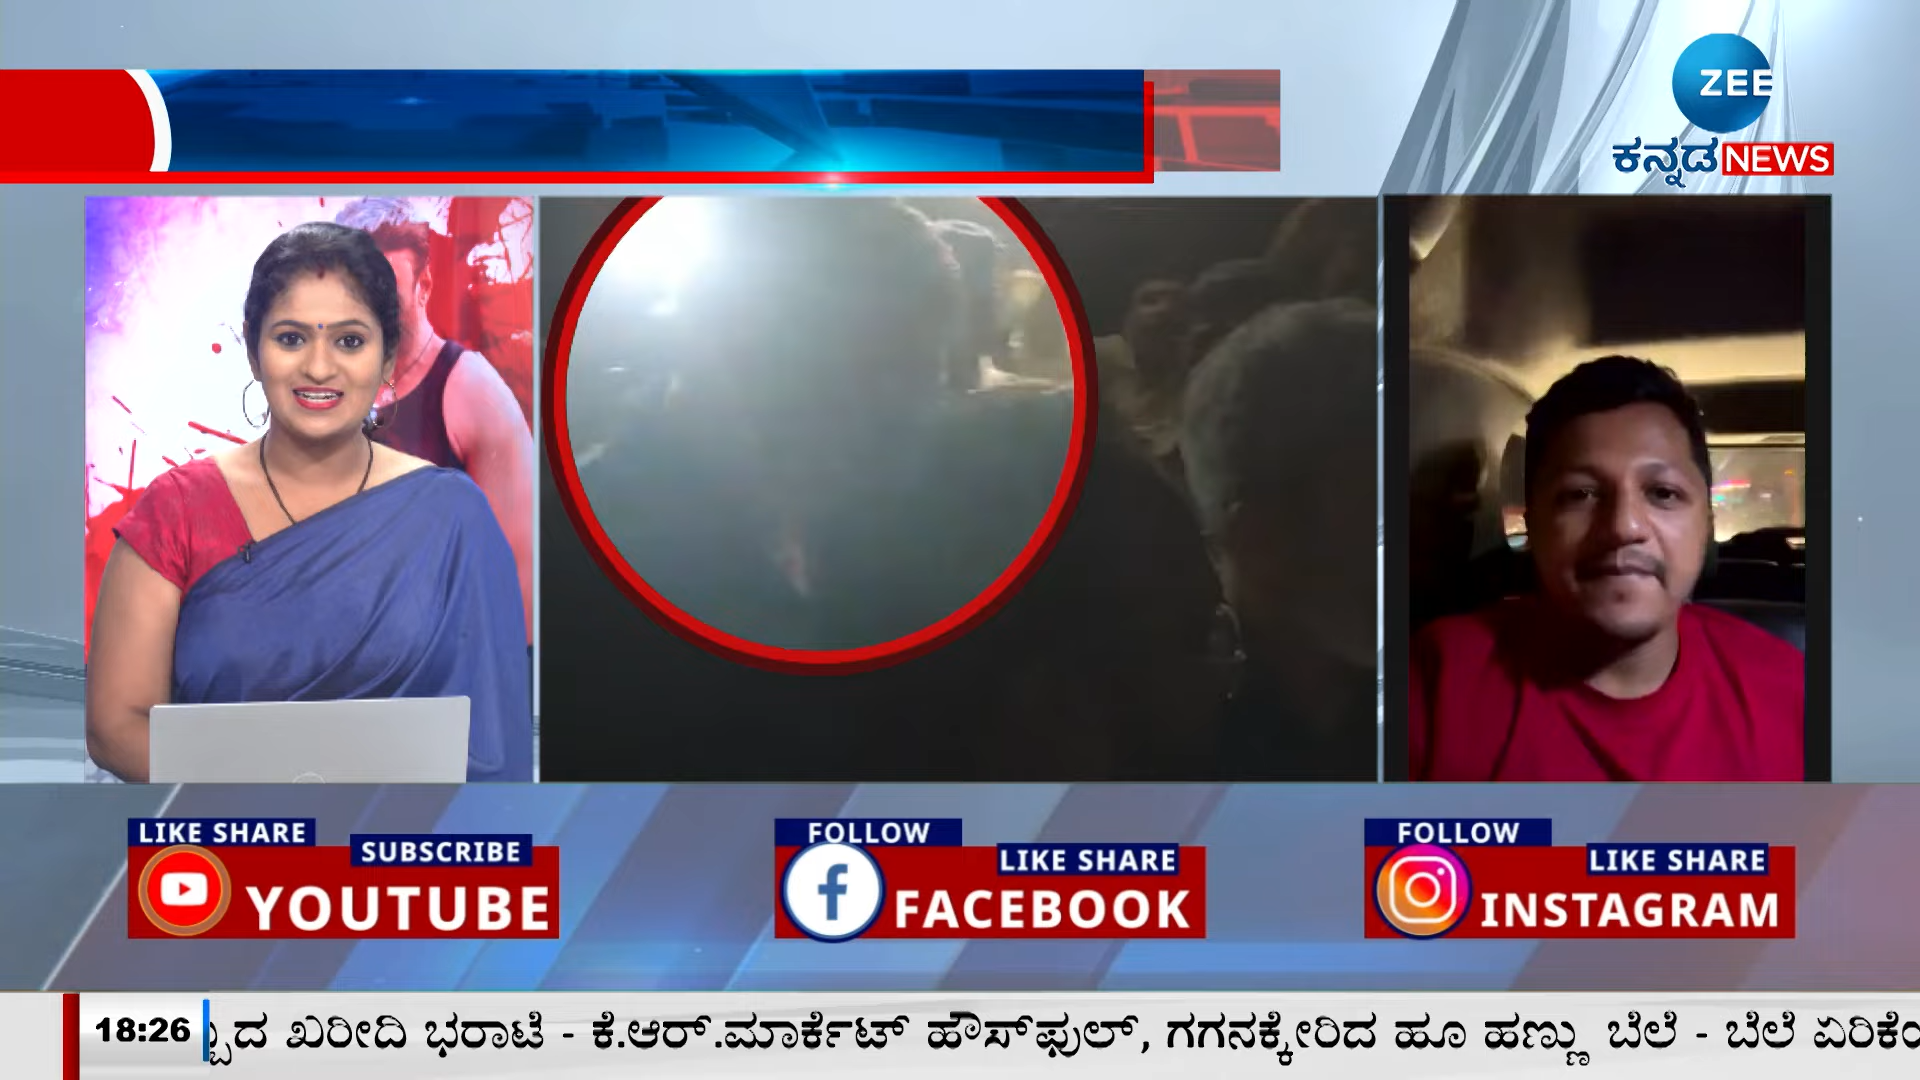 ZEE
ಕನ್ನಡ NEWS
LIKE SHARE
SUBSCRIBE
YOUTUBE
FOLLOW
LIKE SHARE
FACEBOOK
FOLLOW
LIKE SHARE
INSTAGRAM
18:26
ಖರೀದಿ ಭರಾಟೆ - ಕೆ.ಆರ್.ಮಾರ್ಕೆಟ್ ಹೌಸ್‌ಫುಲ್, ಗಗನಕ್ಕೇರಿದ ಹೂ ಹಣ್ಣು ಬೆಲೆ - ಬೆಲೆ